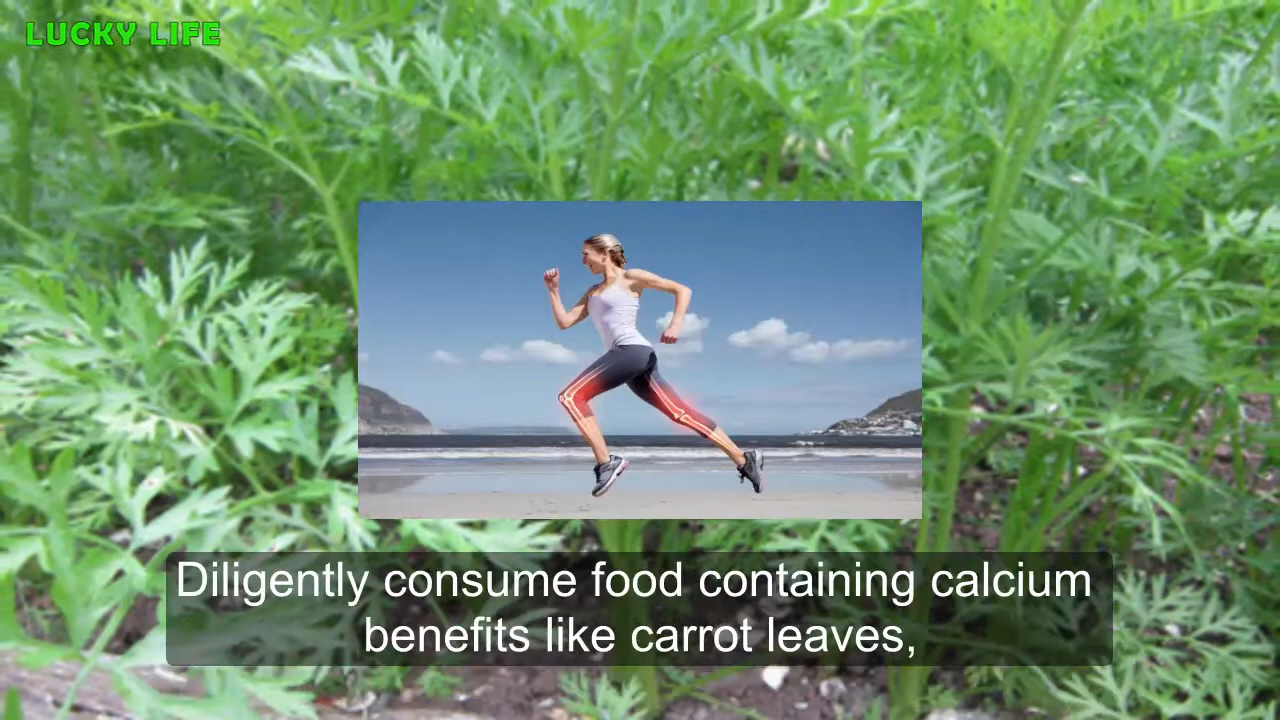 LUCKY LIFE
Diligently consume food containing calcium
benefits like carrot leaves,